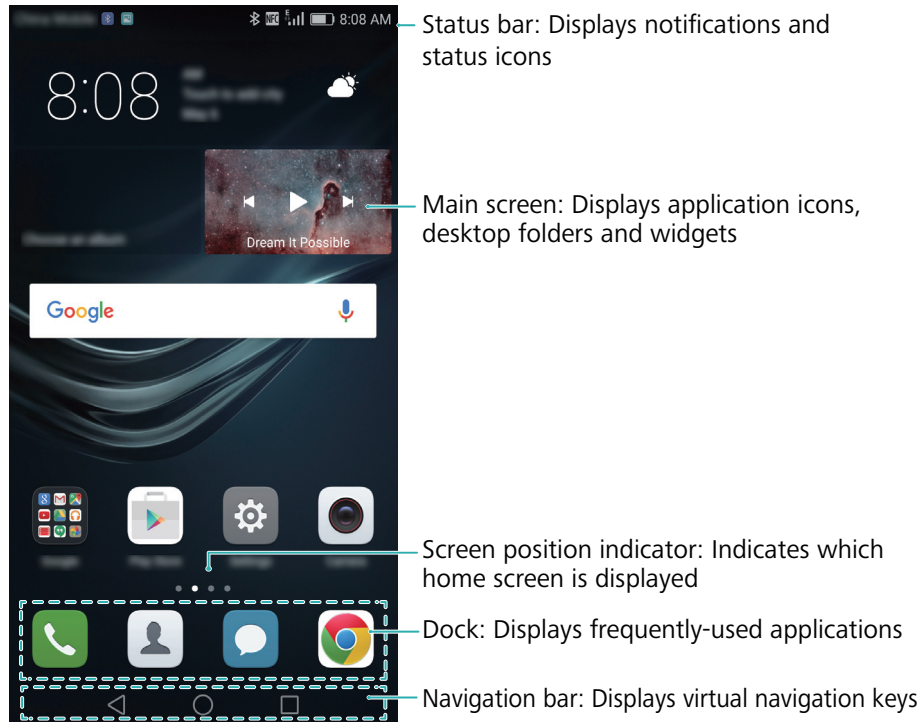 NFC E 8:08 AM
Status bar: Displays notifications and
status icons
8:08
Main screen: Displays application icons,
desktop folders and widgets
Dream It Possible
Google
Screen position indicator: Indicates which
home screen is displayed
Dock: Displays frequently-used applications
Navigation bar: Displays virtual navigation keys